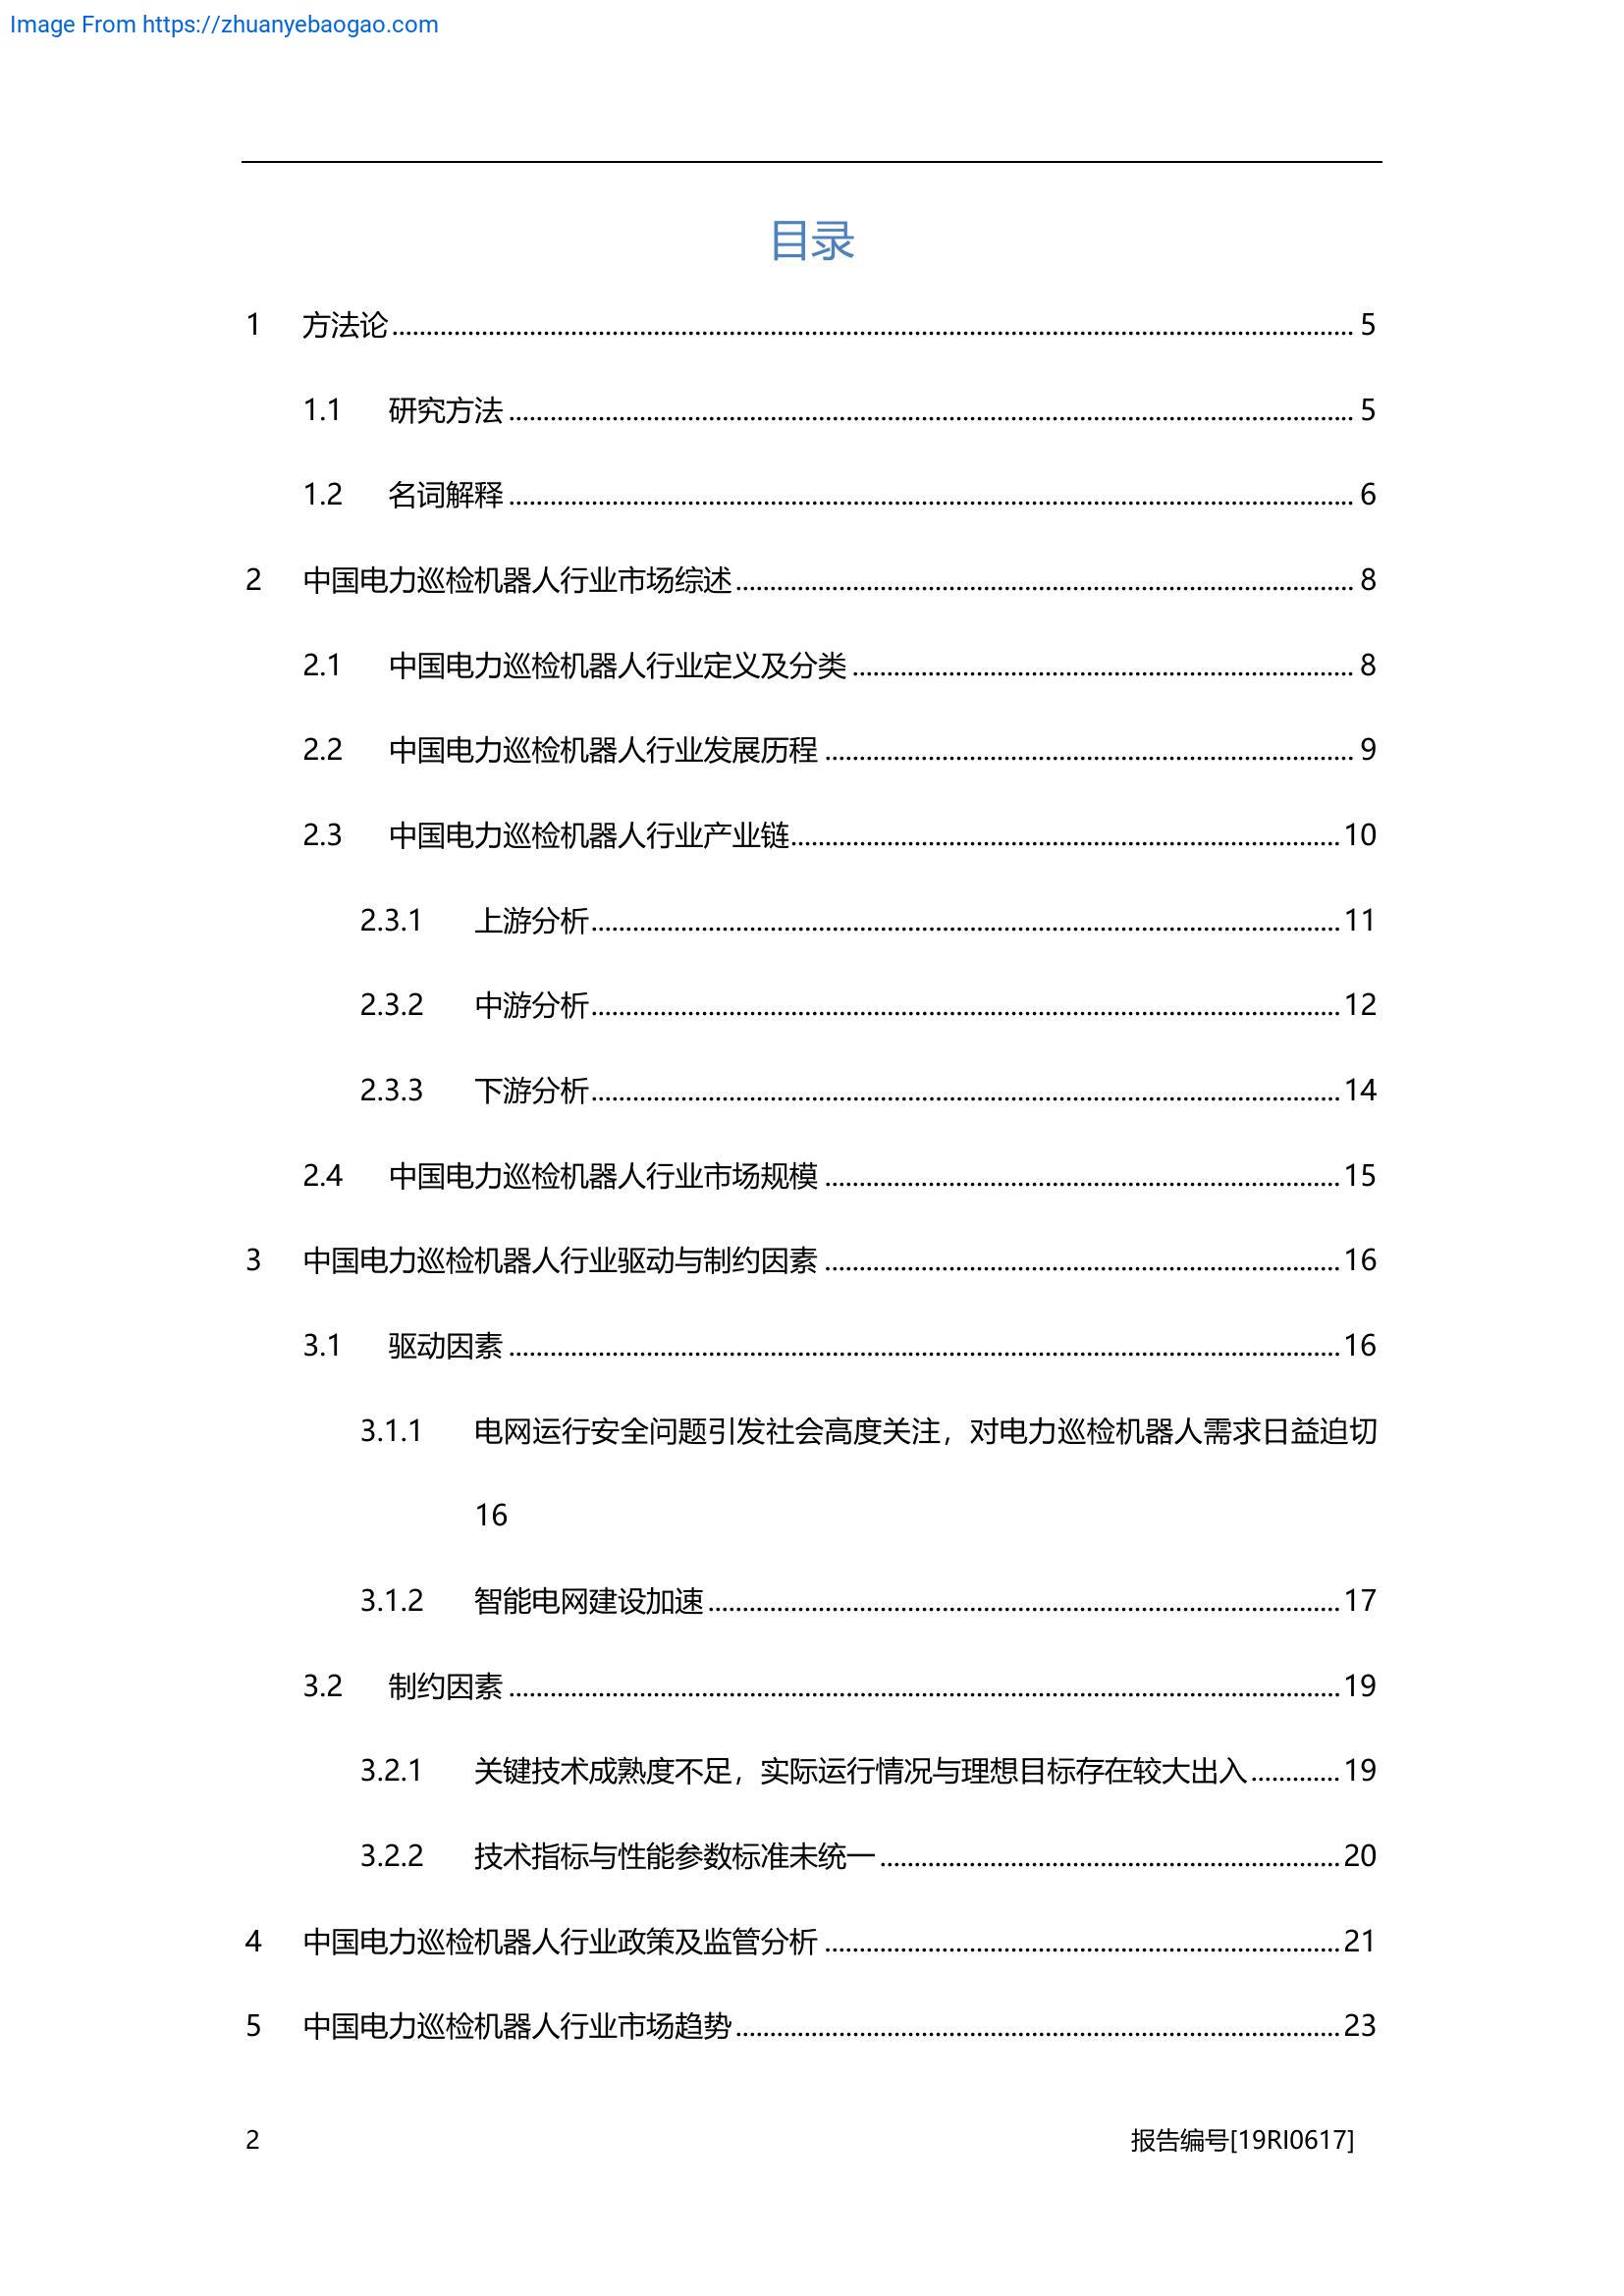 Image From https://zhuanyebaogao.com
目录
1 方法论 5
1.1 研究方法 5
1.2 名词解释 6
2 中国电力巡检机器人行业市场综述 8
2.1 中国电力巡检机器人行业定义及分类 8
2.2 中国电力巡检机器人行业发展历程 9
2.3 中国电力巡检机器人行业产业链 10
2.3.1 上游分析 11
2.3.2 中游分析 12
2.3.3 下游分析 14
2.4 中国电力巡检机器人行业市场规模 15
3 中国电力巡检机器人行业驱动与制约因素 16
3.1 驱动因素 16
3.1.1 电网运行安全问题引发社会高度关注，对电力巡检机器人需求日益迫切
16
3.1.2 智能电网建设加速 17
3.2 制约因素 19
3.2.1 关键技术成熟度不足，实际运行情况与理想目标存在较大出入 19
3.2.2 技术指标与性能参数标准未统一 20
4 中国电力巡检机器人行业政策及监管分析 21
5 中国电力巡检机器人行业市场趋势 23
2 报告编号[19RI0617]